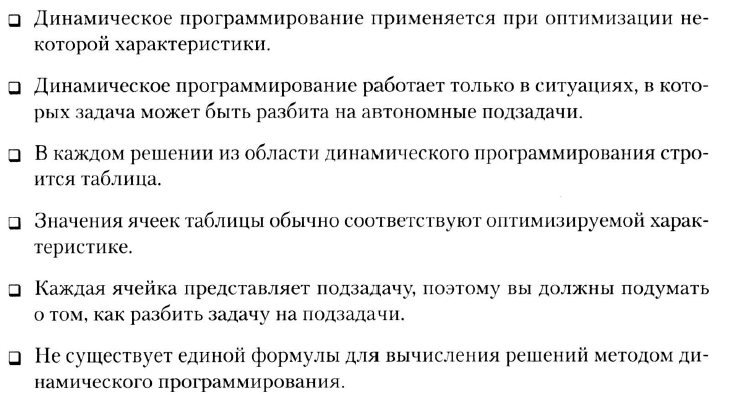 ❑ Динамическое программирование применяется при оптимизации не-
которой характеристики.
❑ Динамическое программирование работает только в ситуациях, в кото-
рых задача может быть разбита на автономные подзадачи.
❑ В каждом решении из области динамического программирования стро-
ится таблица.
❑ Значения ячеек таблицы обычно соответствуют оптимизируемой харак-
теристике.
❑ Каждая ячейка представляет подзадачу, поэтому вы должны подумать
о том, как разбить задачу на подзадачи.
❑ Не существует единой формулы для вычисления решений методом ди-
намического программирования.